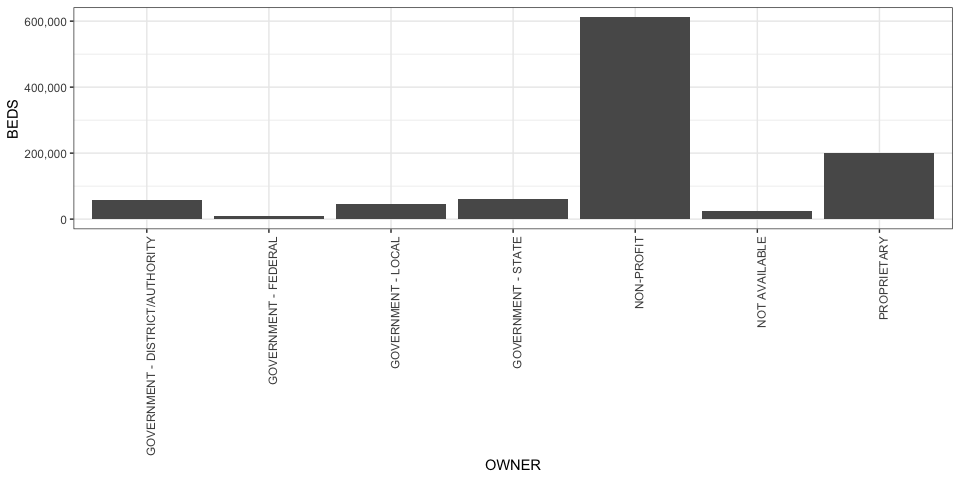 600,000
400,000
200,000
0
BEDS
GOVERNMENT - DISTRICT/AUTHORITY
GOVERNMENT - FEDERAL
GOVERNMENT - LOCAL
GOVERNMENT - STATE
NON-PROFIT
NOT AVAILABLE
PROPRIETARY
OWNER